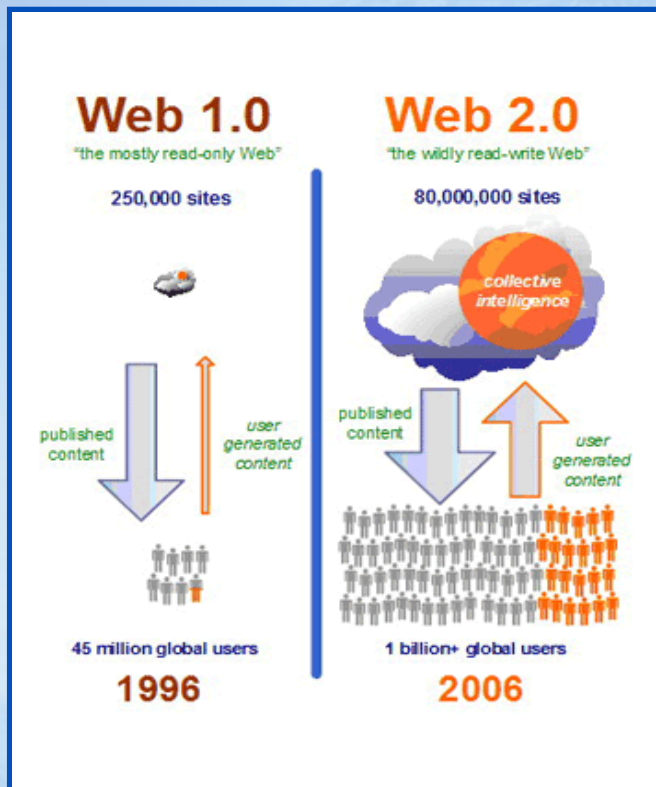 Web 1.0
"the mostly read-only Web"
250,000 sites
published
content
user
generated
content
45 million global users
1996
Web 2.0
"the wildly read-write Web"
80,000,000 sites
collective
intelligence
published
content
user
generated
content
1 billion+ global users
2006